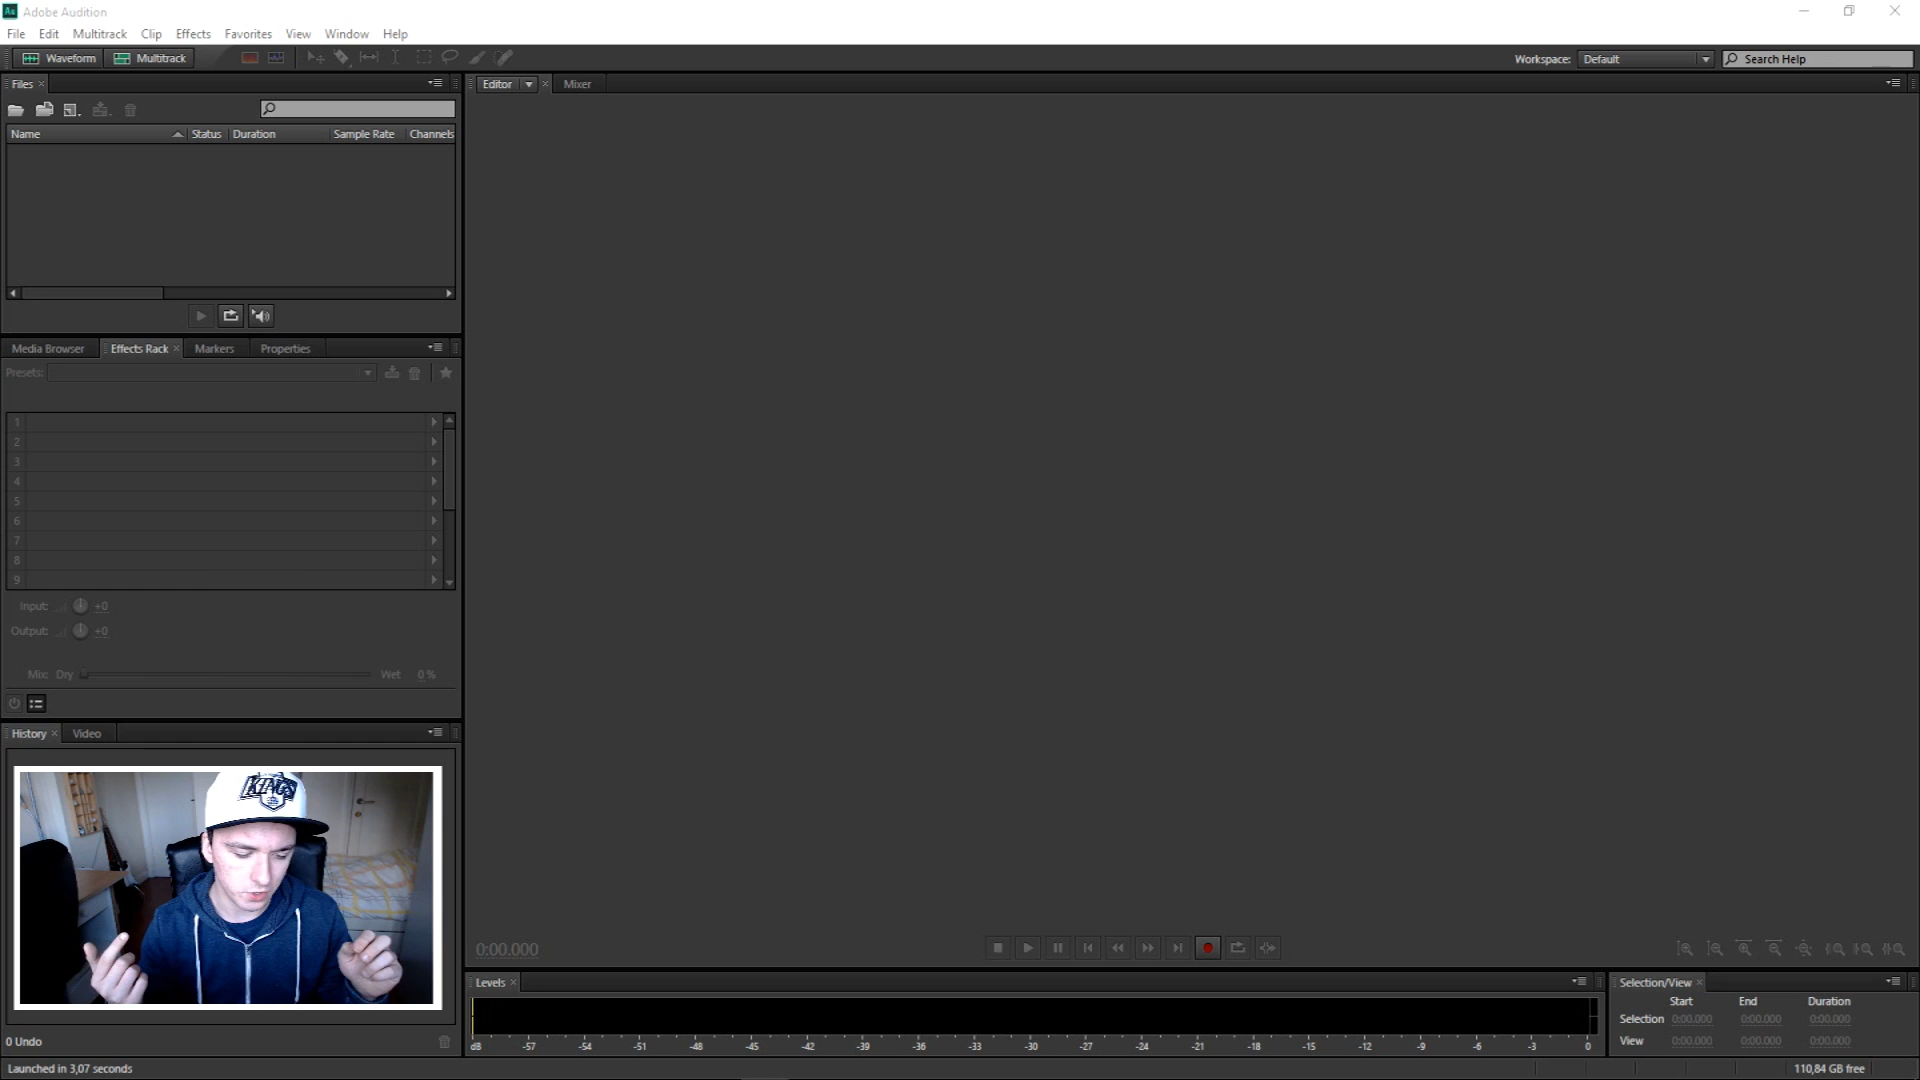 Adobe Audition
File Edit Multitrack Clip Effects Favorites View Window Help
Waveform Multitrack Workspace: Default Search Help
Files
Editor Mixer
Name Status Duration Sample Rate Channels
Media Browser Effects Rack Markers Properties
Presets:
1
2
3
4
5
6
7
8
9
Input: +0
Output: +0
Mix: Dry Wet 0 %
History Video
KINGS
0:00.000
Levels
dB -57 -54 -51 -48 -45 -42 -39 -36 -33 -30 -27 -24 -21 -18 -15 -12 -9 -6 -3 0
Selection/View
Start End Duration
Selection 0:00.000 0:00.000 0:00.000
View 0:00.000 0:00.000 0:00.000
0 Undo
Launched in 3,07 seconds
110,84 GB free